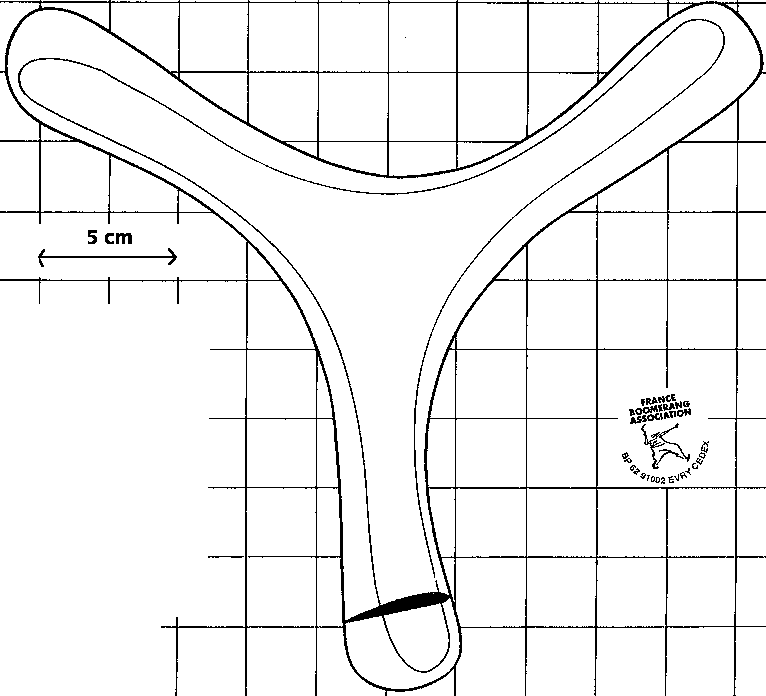 5 cm
FRANCE
BOOMERANG
ASSOCIATION
BP 62 91002 EVRY CEDEX